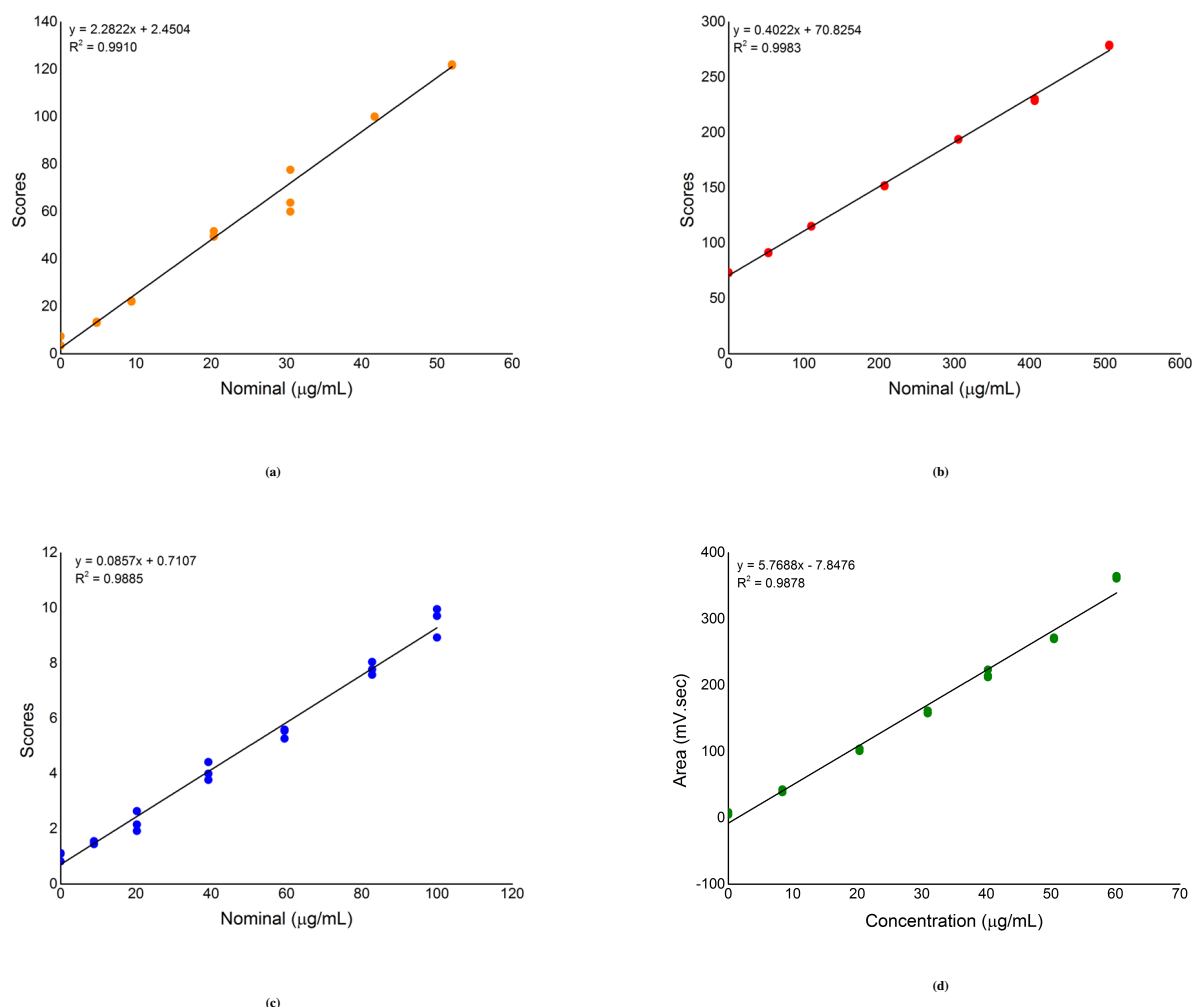 y = 2.2822x + 2.4504
R² = 0.9910
140
120
100
80
60
40
20
0
Scores
0 10 20 30 40 50 60
Nominal (μg/mL)
(a)
y = 0.4022x + 70.8254
R² = 0.9983
300
250
200
150
100
50
0
Scores
0 100 200 300 400 500 600
Nominal (μg/mL)
(b)
y = 0.0857x + 0.7107
R² = 0.9885
12
10
8
6
4
2
0
Scores
0 20 40 60 80 100 120
Nominal (μg/mL)
(c)
y = 5.7688x - 7.8476
R² = 0.9878
400
300
200
100
0
-100
Area (mV.sec)
0 10 20 30 40 50 60 70
Concentration (μg/mL)
(d)